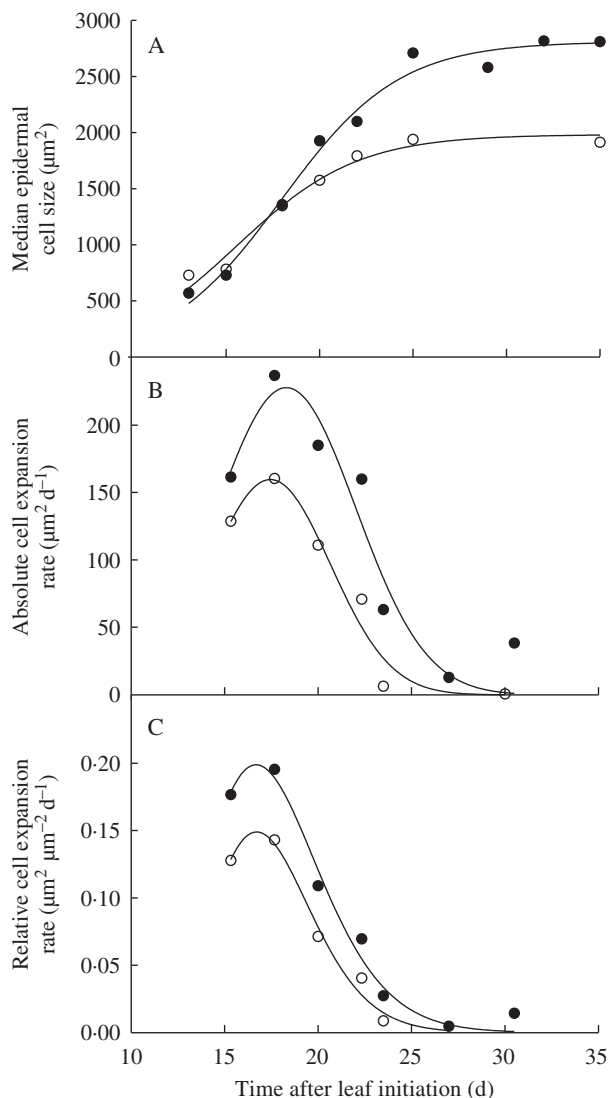 A
3000
2500
2000
1500
1000
500
0
Median epidermal
cell size (μm²)
B
200
150
100
50
0
Absolute cell expansion
rate (μm² d⁻¹)
C
0·20
0·15
0·10
0·05
0·00
Relative cell expansion
rate (μm² μm⁻² d⁻¹)
10 15 20 25 30 35
Time after leaf initiation (d)